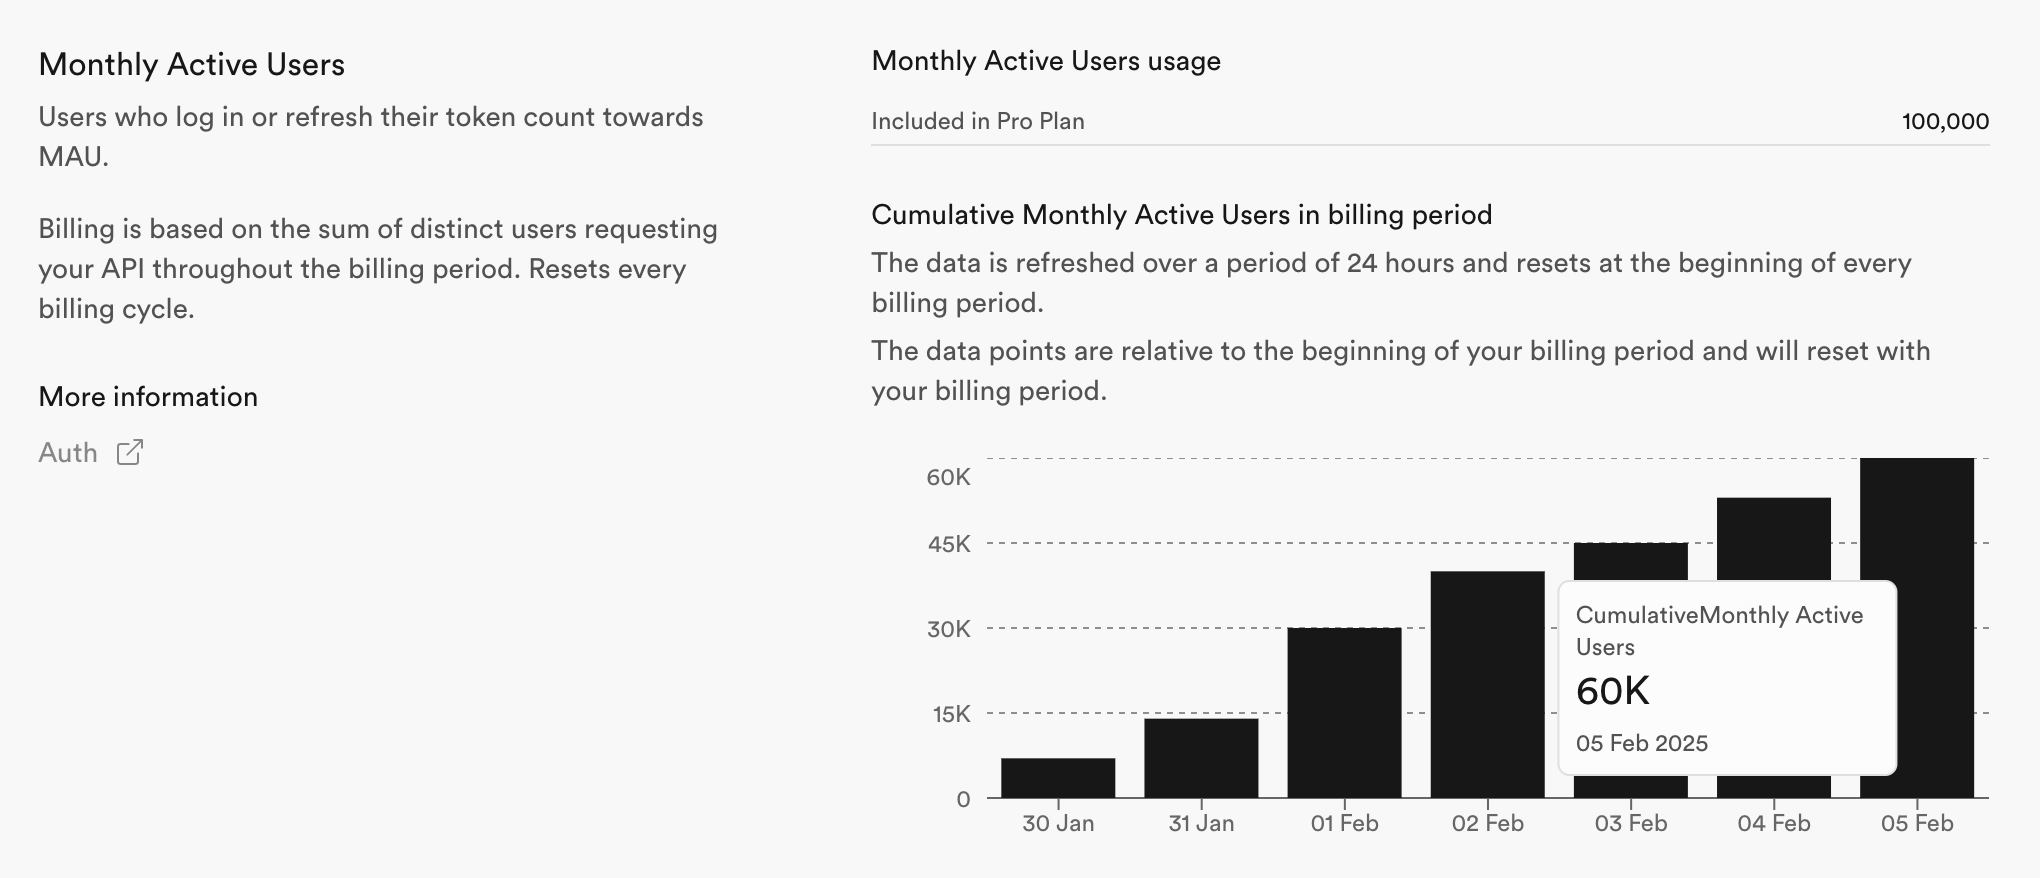 Monthly Active Users
Users who log in or refresh their token count towards
MAU.
Billing is based on the sum of distinct users requesting
your API throughout the billing period. Resets every
billing cycle.
More information
Auth
Monthly Active Users usage
Included in Pro Plan 100,000
Cumulative Monthly Active Users in billing period
The data is refreshed over a period of 24 hours and resets at the beginning of every
billing period.
The data points are relative to the beginning of your billing period and will reset with
your billing period.
60K
45K
30K
15K
0
CumulativeMonthly Active
Users
60K
05 Feb 2025
30 Jan 31 Jan 01 Feb 02 Feb 03 Feb 04 Feb 05 Feb